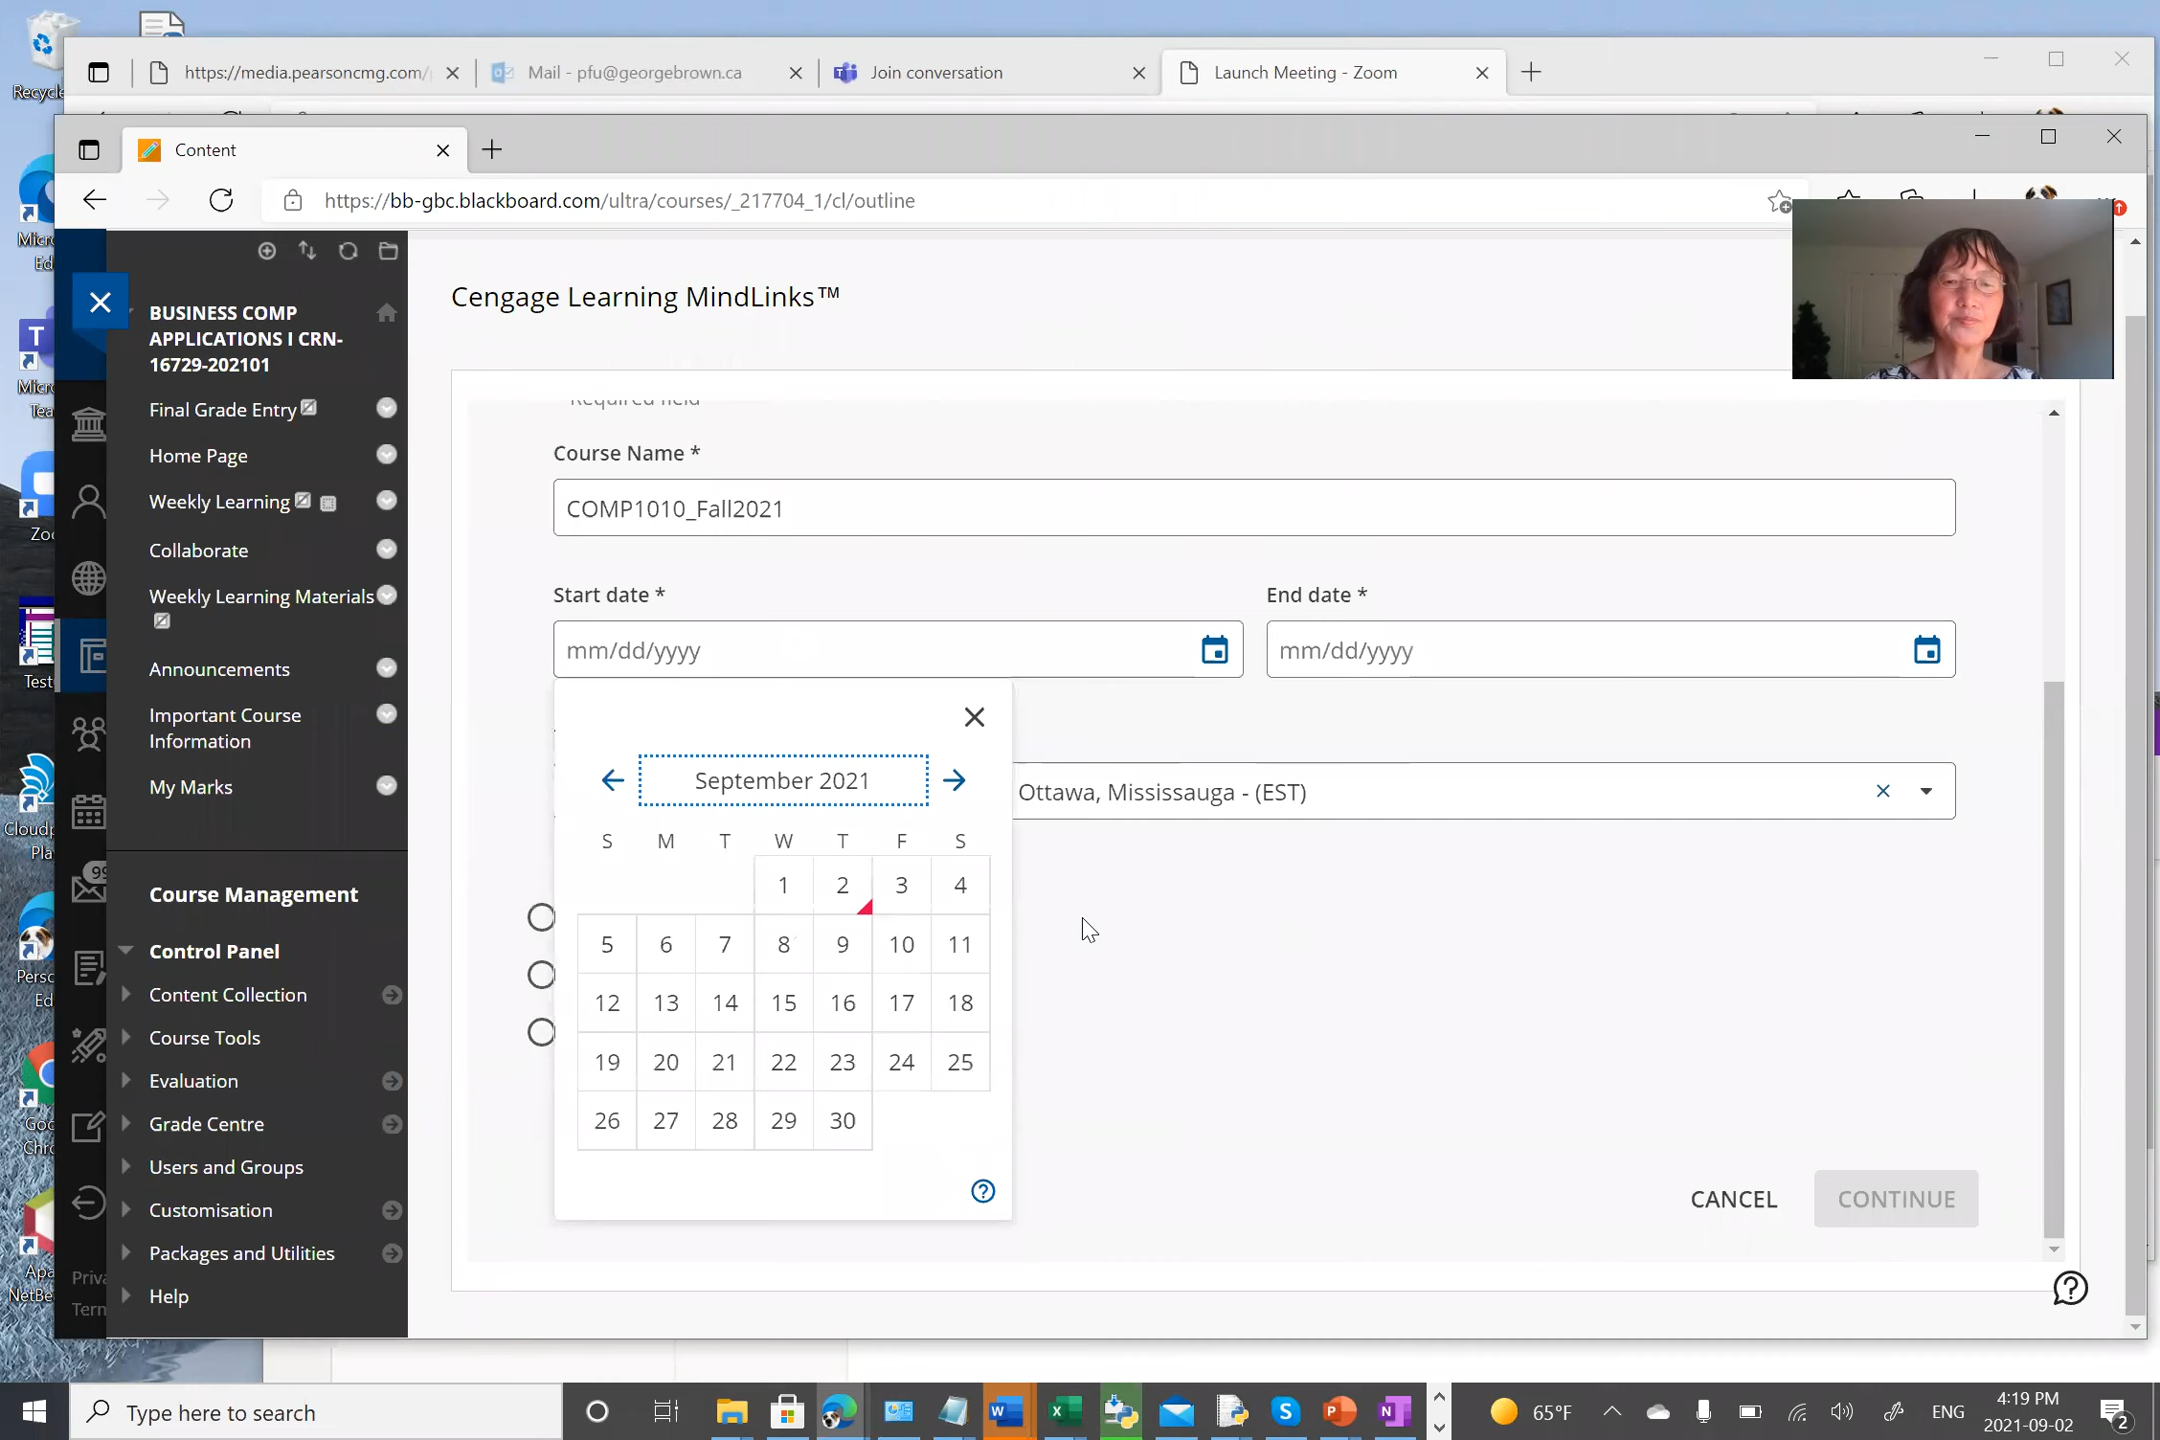 Recycle
https://media.pearsoncmg.com/
Mail - pfu@georgebrown.ca
Join conversation
Launch Meeting - Zoom
Content
https://bb-gbc.blackboard.com/ultra/courses/_217704_1/cl/outline
Micr
Ed
Micro
Tea
Zoo
Test
Cloudp
Pla
Perso
Ed
Goo
Chro
Apa
NetBe
99
Priva
Term
BUSINESS COMP
APPLICATIONS I CRN-
16729-202101
Final Grade Entry
Home Page
Weekly Learning
Collaborate
Weekly Learning Materials
Announcements
Important Course
Information
My Marks
Course Management
Control Panel
Content Collection
Course Tools
Evaluation
Grade Centre
Users and Groups
Customisation
Packages and Utilities
Help
Cengage Learning MindLinks™
Required field
Course Name *
COMP1010_Fall2021
Start date *
End date *
mm/dd/yyyy
mm/dd/yyyy
September 2021
Ottawa, Mississauga - (EST)
S M T W T F S
1 2 3 4
5 6 7 8 9 10 11
12 13 14 15 16 17 18
19 20 21 22 23 24 25
26 27 28 29 30
CANCEL
CONTINUE
Type here to search
65°F
ENG
4:19 PM
2021-09-02
2